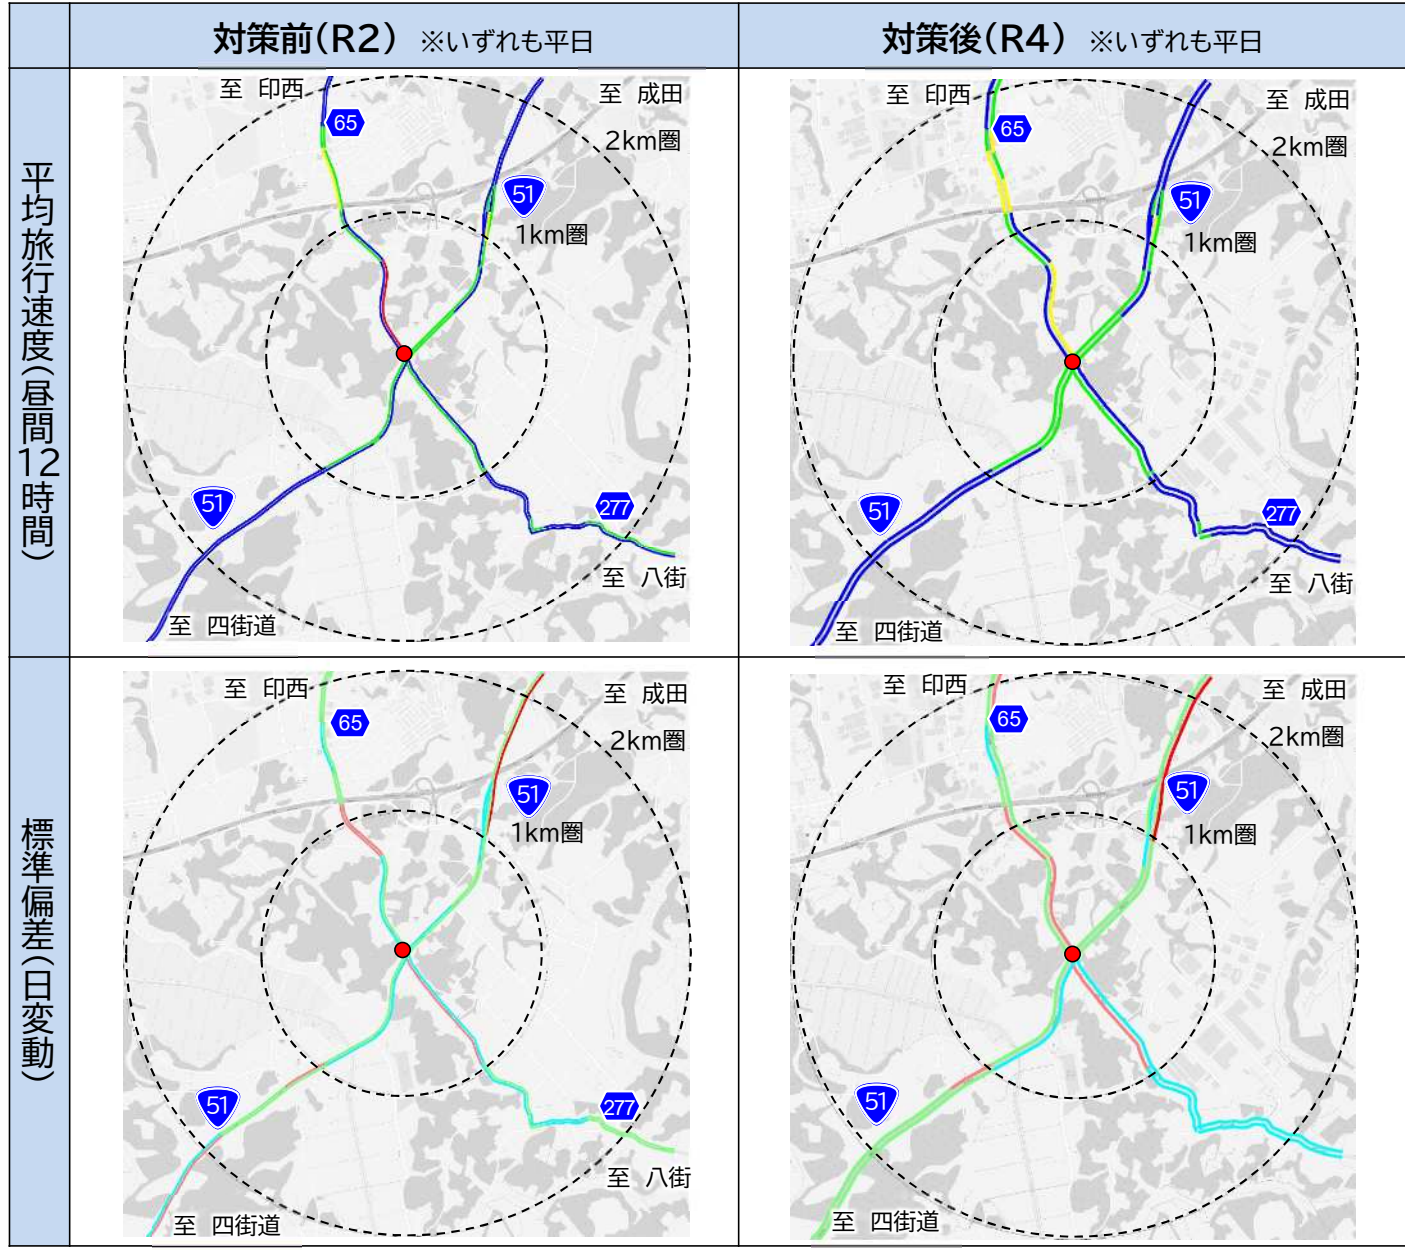 対策前(R2) ※いずれも平日
対策後(R4) ※いずれも平日
平均旅行速度(昼間12時間)
至 印西
65
至 成田
2km圏
51
1km圏
51
277
至 八街
至 四街道
至 印西
65
至 成田
2km圏
51
1km圏
51
277
至 八街
至 四街道
標準偏差(日変動)
至 印西
65
至 成田
2km圏
51
1km圏
51
277
至 八街
至 四街道
至 印西
65
至 成田
2km圏
51
1km圏
51
至 四街道